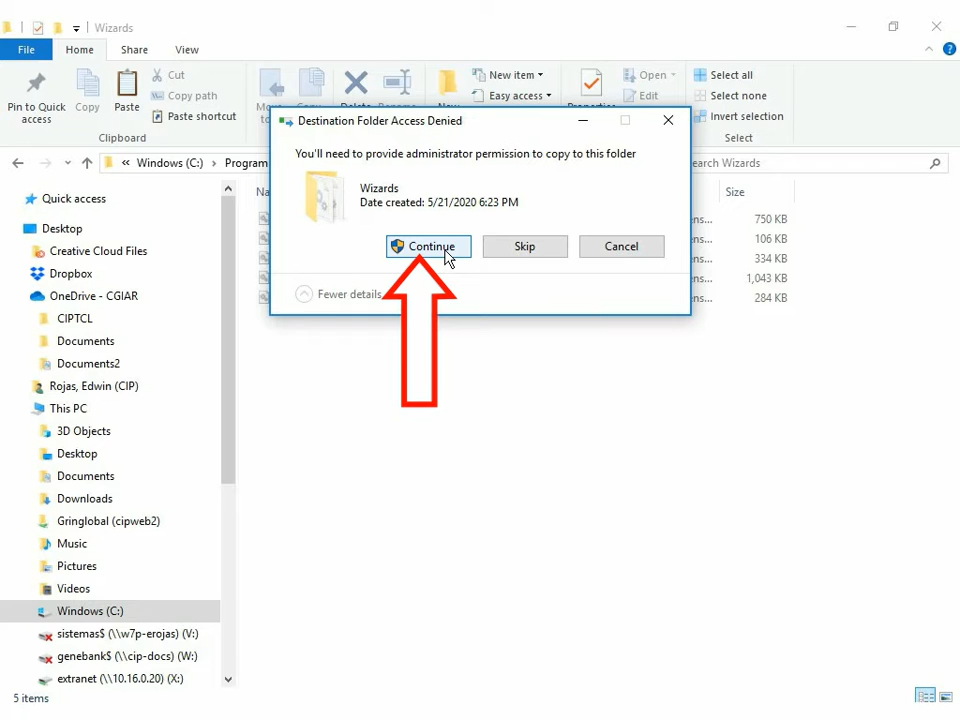 Wizards
File Home Share View
Pin to Quick access
Copy
Paste
Cut
Copy path
Paste shortcut
Clipboard
New item
Easy access
Open
Edit
Select all
Select none
Invert selection
Select
Destination Folder Access Denied
You'll need to provide administrator permission to copy to this folder
Wizards
Date created: 5/21/2020 6:23 PM
Continue Skip Cancel
Fewer details
« Windows (C:) › Program
Wizards
Size
750 KB
106 KB
334 KB
1,043 KB
284 KB
Quick access
Desktop
Creative Cloud Files
Dropbox
OneDrive - CGIAR
CIPTCL
Documents
Documents2
Rojas, Edwin (CIP)
This PC
3D Objects
Desktop
Documents
Downloads
Gringlobal (cipweb2)
Music
Pictures
Videos
Windows (C:)
sistemas$ (\\w7p-erojas) (V:)
genebank$ (\\cip-docs) (W:)
extranet (\\10.16.0.20) (X:)
5 items